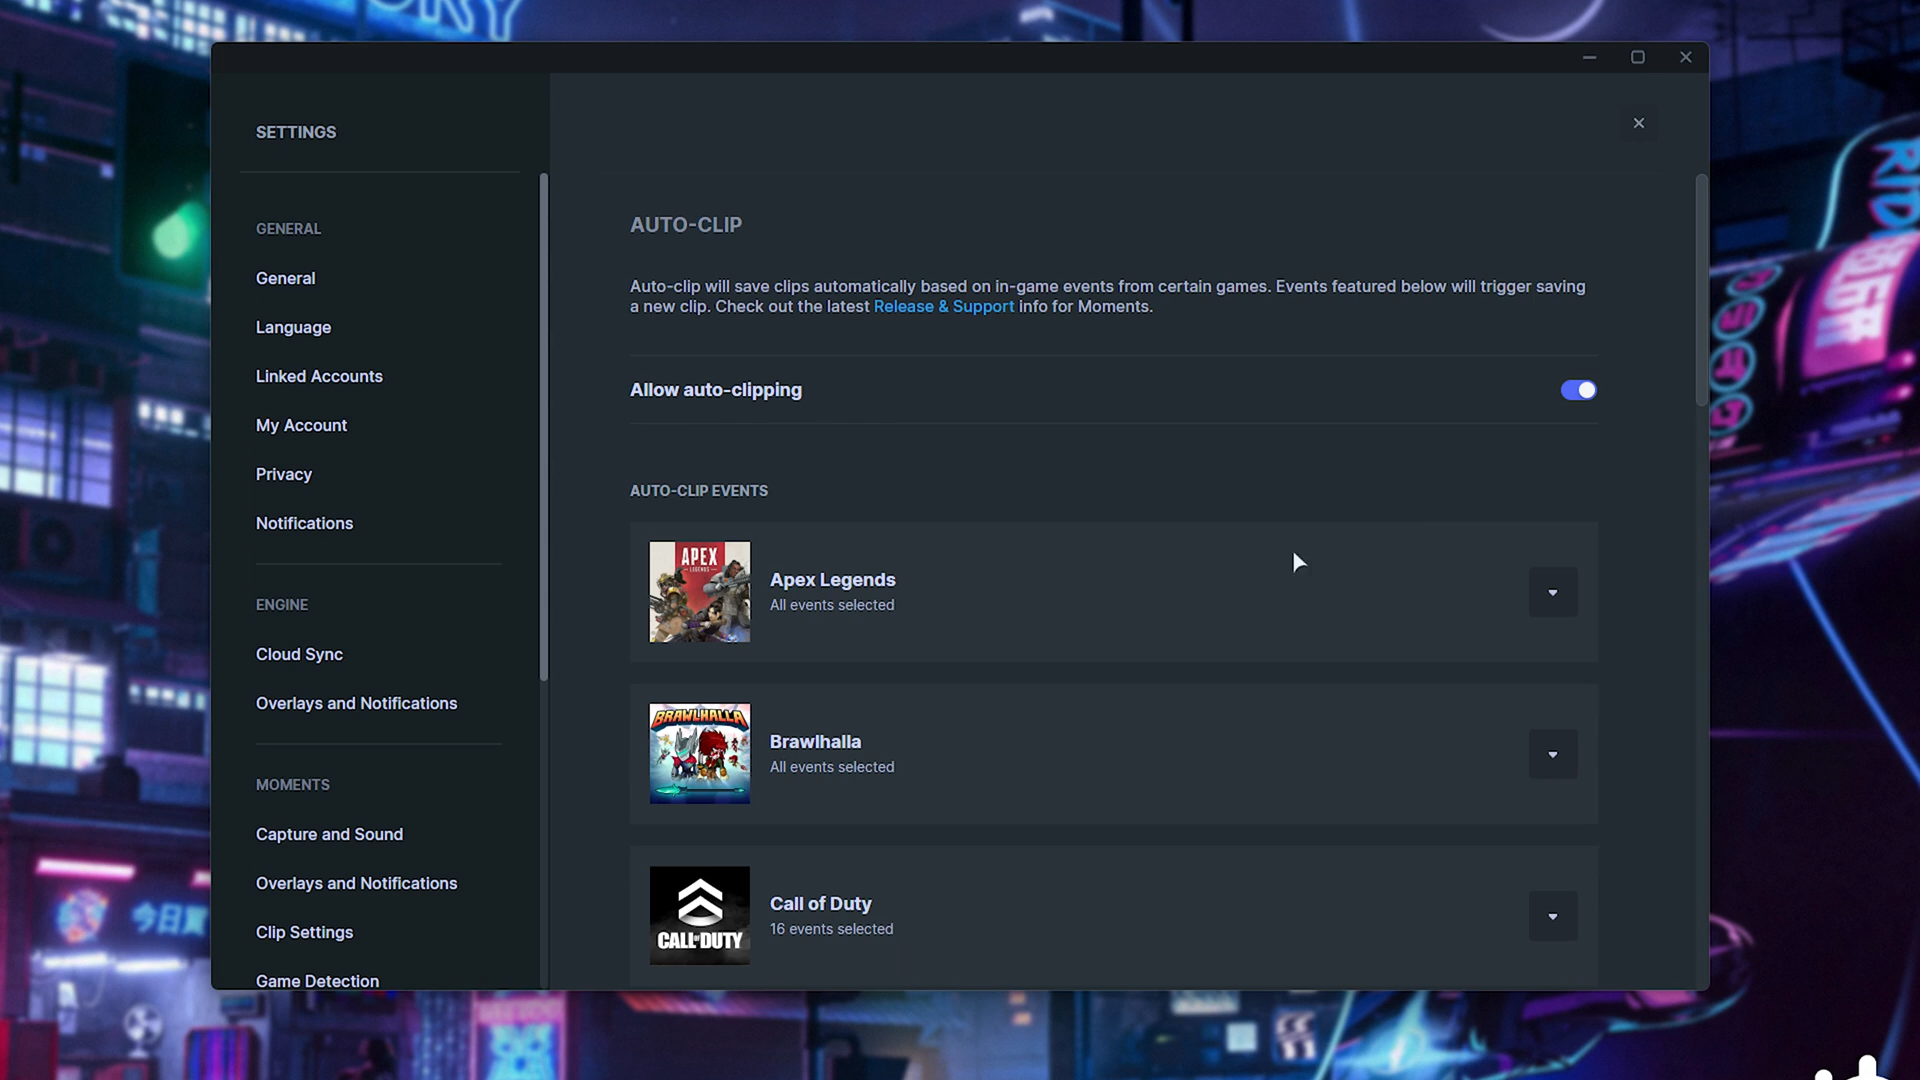 SETTINGS
GENERAL
General
Language
Linked Accounts
My Account
Privacy
Notifications
ENGINE
Cloud Sync
Overlays and Notifications
MOMENTS
Capture and Sound
Overlays and Notifications
Clip Settings
Game Detection
AUTO-CLIP
Auto-clip will save clips automatically based on in-game events from certain games. Events featured below will trigger saving
a new clip. Check out the latest Release & Support info for Moments.
Allow auto-clipping
AUTO-CLIP EVENTS
APEX
LEGENDS
Apex Legends
All events selected
BRAWLHALLA
Brawlhalla
All events selected
CALL OF DUTY
Call of Duty
16 events selected
今日